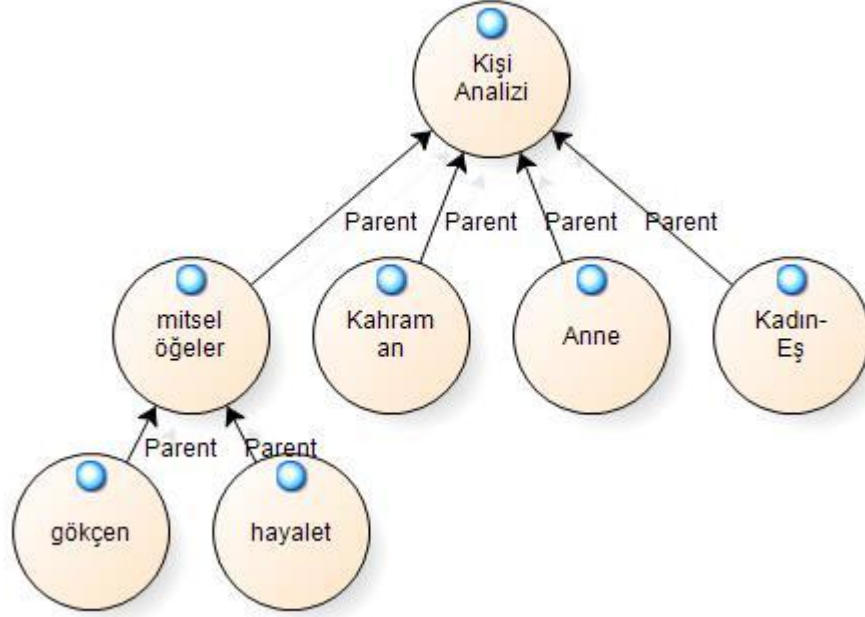 Kişi
Analizi
Parent
Parent
Parent
Parent
mitsel
öğeler
Kahram
an
Anne
Kadın-
Eş
Parent
Parent
gökçen
hayalet